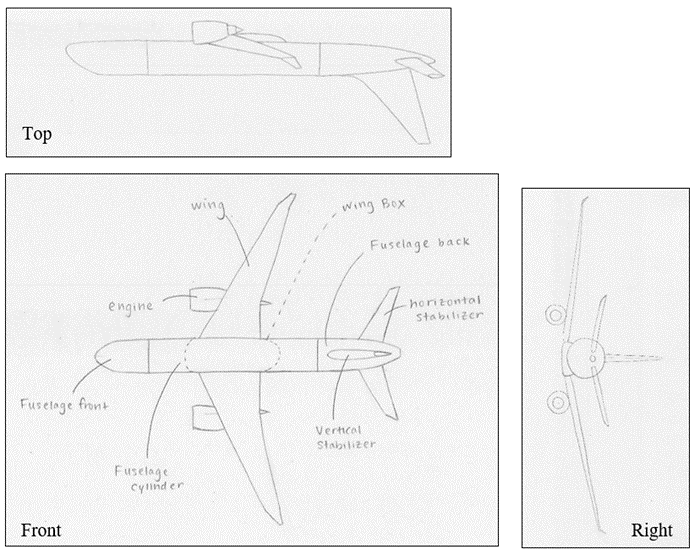 Top
wing
wing Box
Fuselage back
engine
horizontal
stabilizer
Fuselage front
Vertical
Stabilizer
Fuselage
cylinder
Front
Right